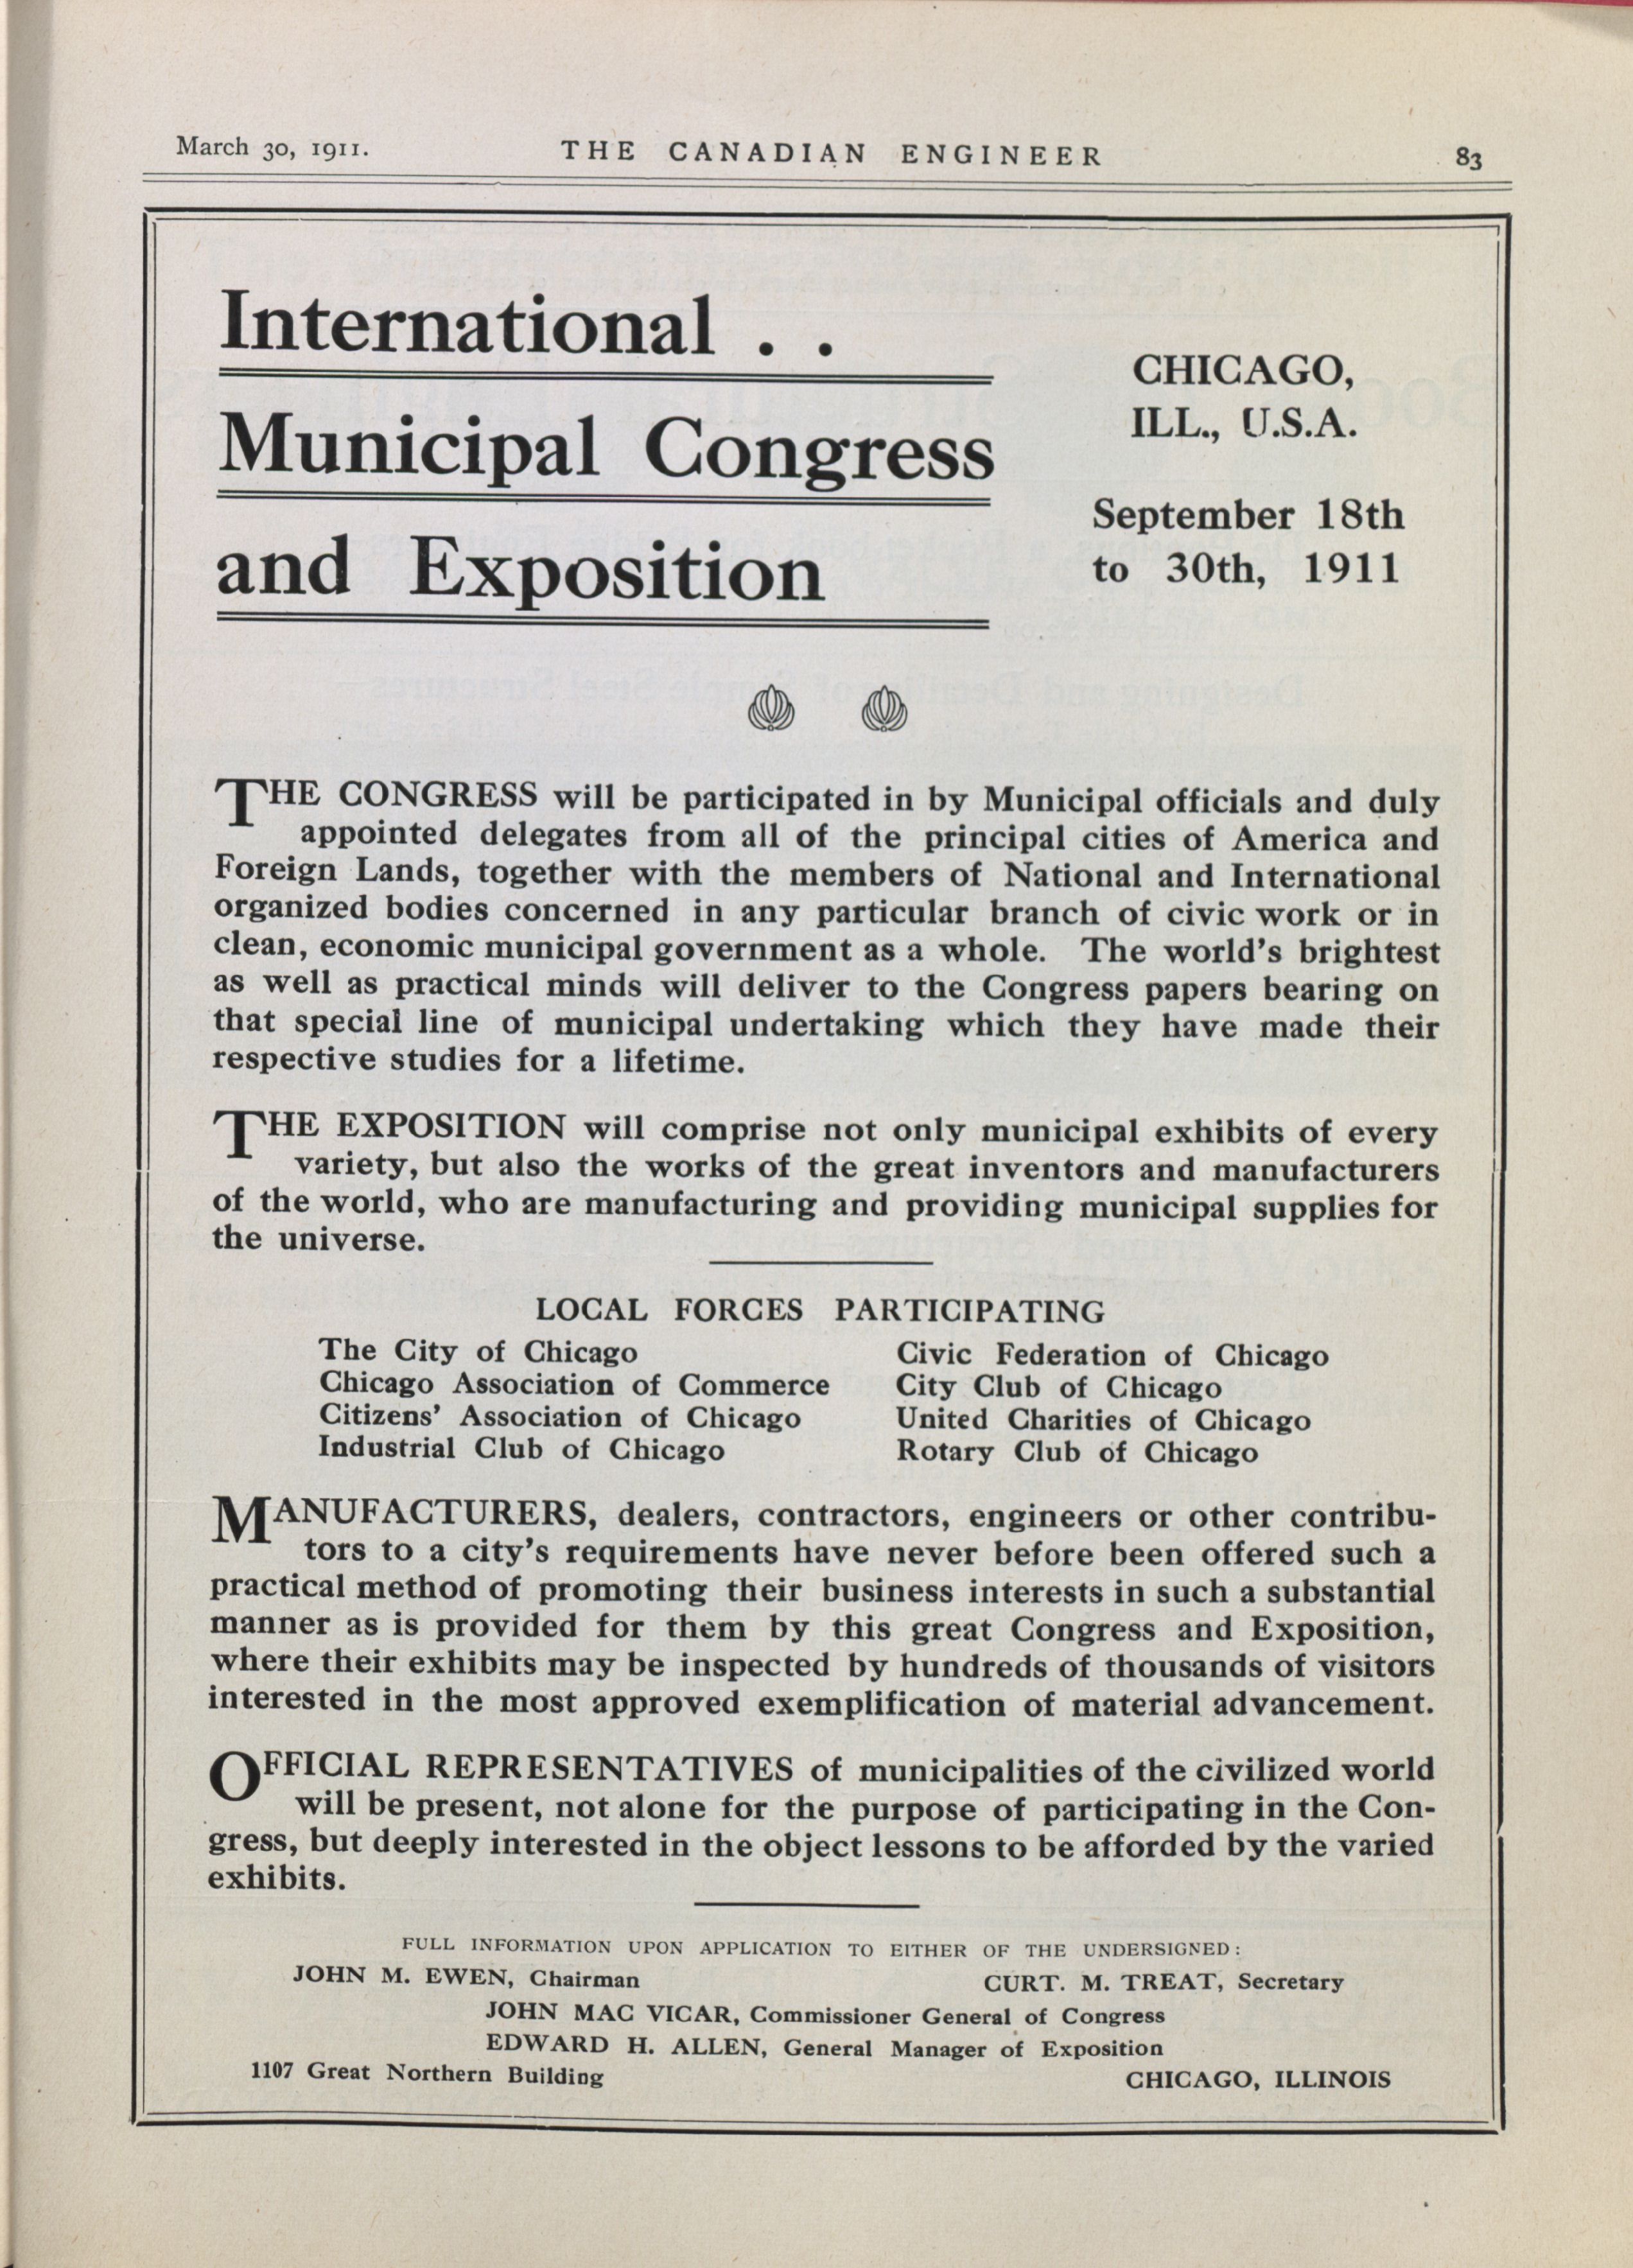 March 30, 1911.
THE CANADIAN ENGINEER
83
International . .
Municipal Congress
and Exposition
CHICAGO,
ILL., U.S.A.
September 18th
to 30th, 1911
THE CONGRESS will be participated in by Municipal officials and duly
appointed delegates from all of the principal cities of America and
Foreign Lands, together with the members of National and International
organized bodies concerned in any particular branch of civic work or in
clean, economic municipal government as a whole. The world's brightest
as well as practical minds will deliver to the Congress papers bearing on
that special line of municipal undertaking which they have made their
respective studies for a lifetime.
THE EXPOSITION will comprise not only municipal exhibits of every
variety, but also the works of the great inventors and manufacturers
of the world, who are manufacturing and providing municipal supplies for
the universe.
LOCAL FORCES PARTICIPATING
The City of Chicago
Chicago Association of Commerce
Citizens' Association of Chicago
Industrial Club of Chicago
Civic Federation of Chicago
City Club of Chicago
United Charities of Chicago
Rotary Club of Chicago
MANUFACTURERS, dealers, contractors, engineers or other contribu-
tors to a city's requirements have never before been offered such a
practical method of promoting their business interests in such a substantial
manner as is provided for them by this great Congress and Exposition,
where their exhibits may be inspected by hundreds of thousands of visitors
interested in the most approved exemplification of material advancement.
OFFICIAL REPRESENTATIVES of municipalities of the civilized world
will be present, not alone for the purpose of participating in the Con-
gress, but deeply interested in the object lessons to be afforded by the varied
exhibits.
FULL INFORMATION UPON APPLICATION TO EITHER OF THE UNDERSIGNED:
JOHN M. EWEN, Chairman
CURT. M. TREAT, Secretary
JOHN MAC VICAR, Commissioner General of Congress
EDWARD H. ALLEN, General Manager of Exposition
1107 Great Northern Building
CHICAGO, ILLINOIS